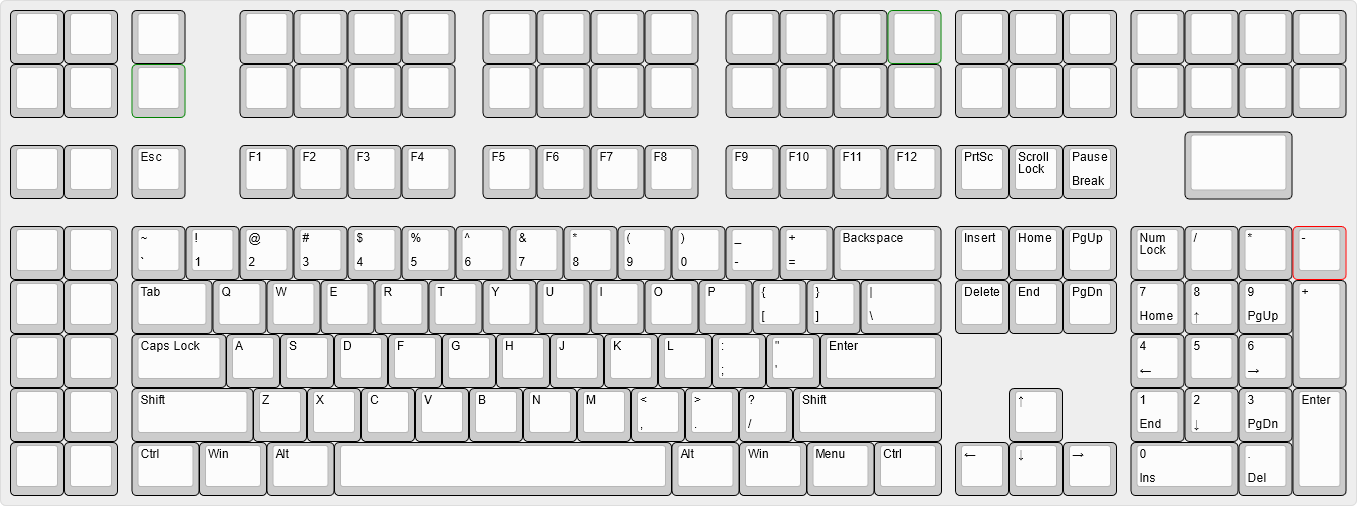 Esc F1 F2 F3 F4 F5 F6 F7 F8 F9 F10 F11 F12 PrtSc Scroll Lock Pause Break
~ ` ! 1 @ 2 # 3 $ 4 % 5 ^ 6 & 7 * 8 ( 9 ) 0 _ - + = Backspace Insert Home PgUp Num Lock / * -
Tab Q W E R T Y U I O P { [ } ] | \ Delete End PgDn 7 Home 8 ↑ 9 PgUp +
Caps Lock A S D F G H J K L : ; " ' Enter 4 ← 5 6 →
Shift Z X C V B N M < , > . ? / Shift ↑ 1 End 2 ↓ 3 PgDn Enter
Ctrl Win Alt Alt Win Menu Ctrl ← ↓ → 0 Ins . Del